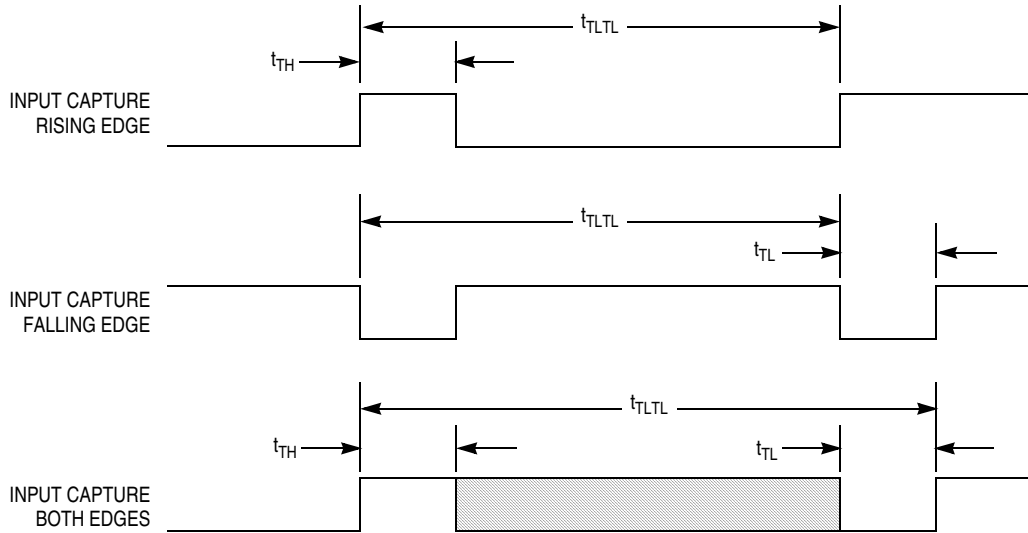 tTLTL
tTH
INPUT CAPTURE
RISING EDGE
tTLTL
tTL
INPUT CAPTURE
FALLING EDGE
tTLTL
tTH
tTL
INPUT CAPTURE
BOTH EDGES